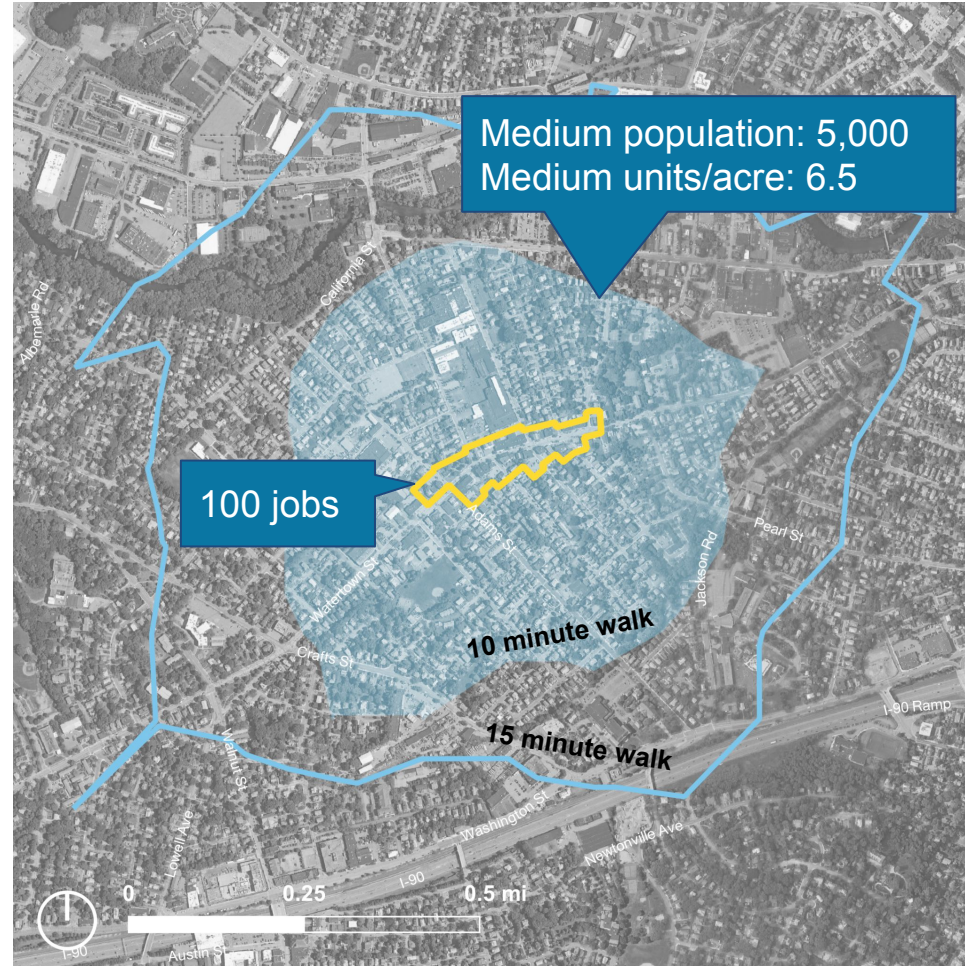 Medium population: 5,000
Medium units/acre: 6.5
California St
Albemarle Rd
100 jobs
Adams St
Pearl St
Jackson Rd
Watertown St
10 minute walk
Crafts St
I-90 Ramp
15 minute walk
Walnut St
Washington St
Lowell Ave
Newtonville Ave
I-90
0 0.25 0.5 mi
I-90
Austin St